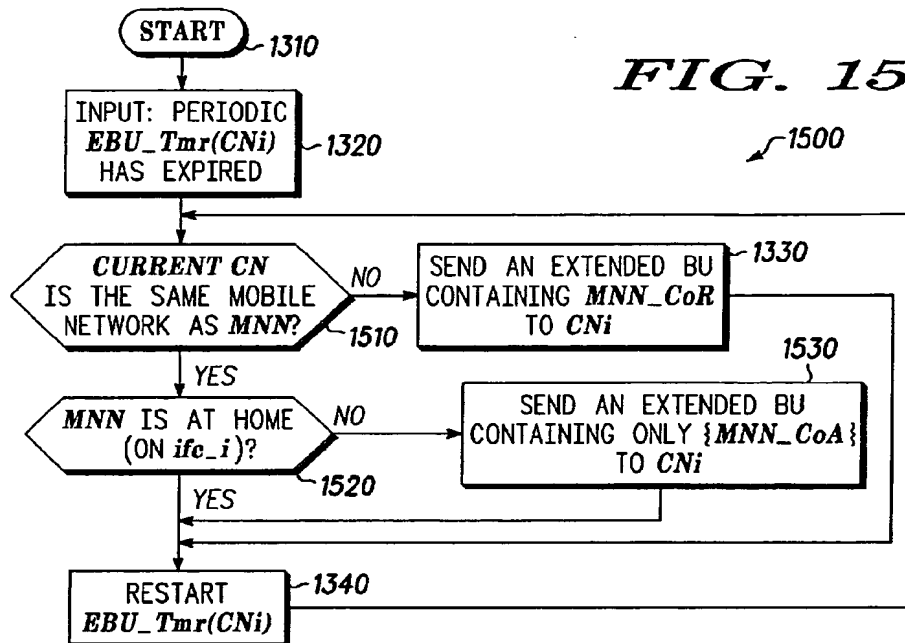 START
1310
FIG. 15
INPUT: PERIODIC
EBU_Tmr(CNi)
HAS EXPIRED
1320
1500
CURRENT CN
IS THE SAME MOBILE
NETWORK AS MNN?
1510
NO
YES
SEND AN EXTENDED BU
CONTAINING MNN_CoR
TO CNi
1330
MNN IS AT HOME
(ON ifc_i)?
1520
NO
YES
SEND AN EXTENDED BU
CONTAINING ONLY {MNN_CoA}
TO CNi
1530
RESTART
EBU_Tmr(CNi)
1340